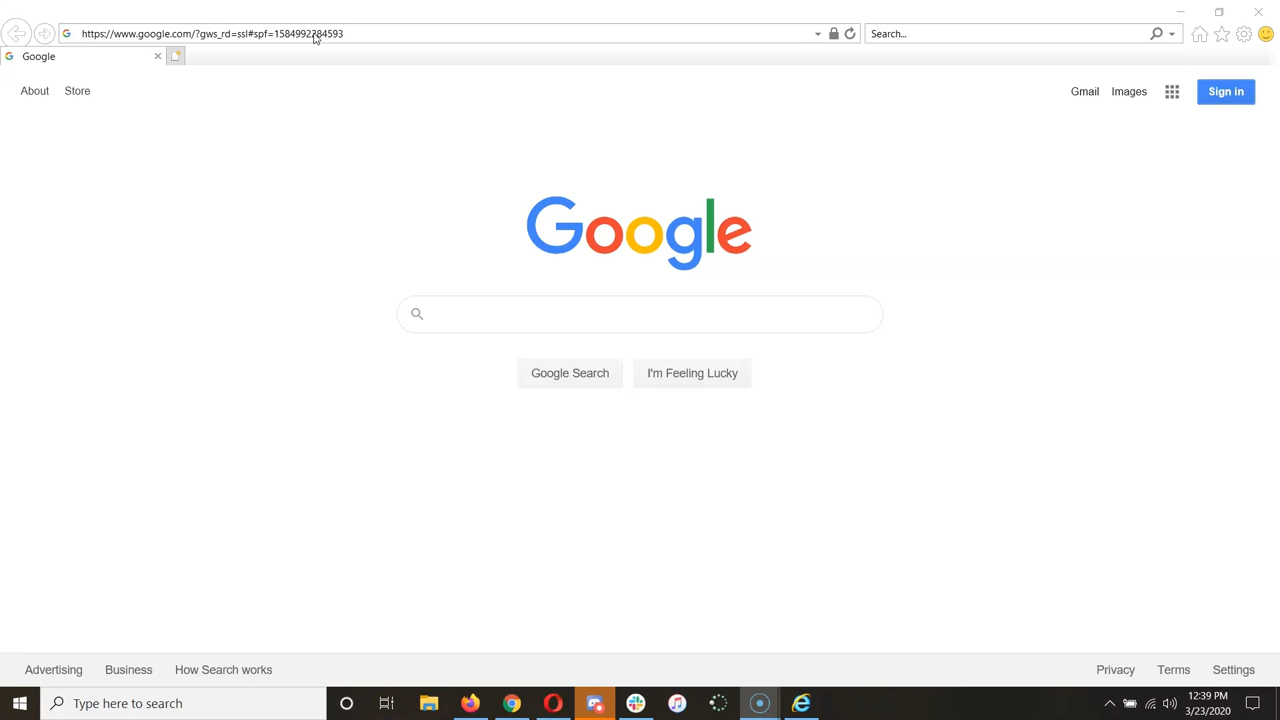 https://www.google.com/?gws_rd=ssl#spf=1584992284593
Search...
Google
About Store
Gmail Images Sign in
Google
Google Search I'm Feeling Lucky
Advertising Business How Search works
Privacy Terms Settings
Type here to search
12:39 PM
3/23/2020